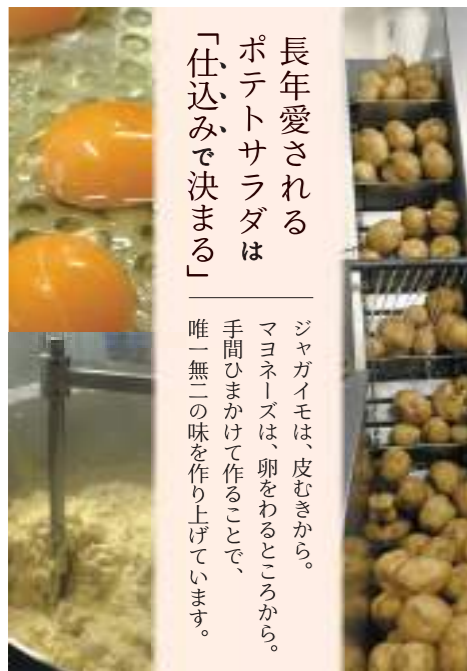 長年愛される
ポテトサラダは
「仕込みで決まる」
ジャガイモは、皮むきから。
マヨネーズは、卵をわるところから。
手間ひまかけて作ることで、
唯一無二の味を作り上げています。